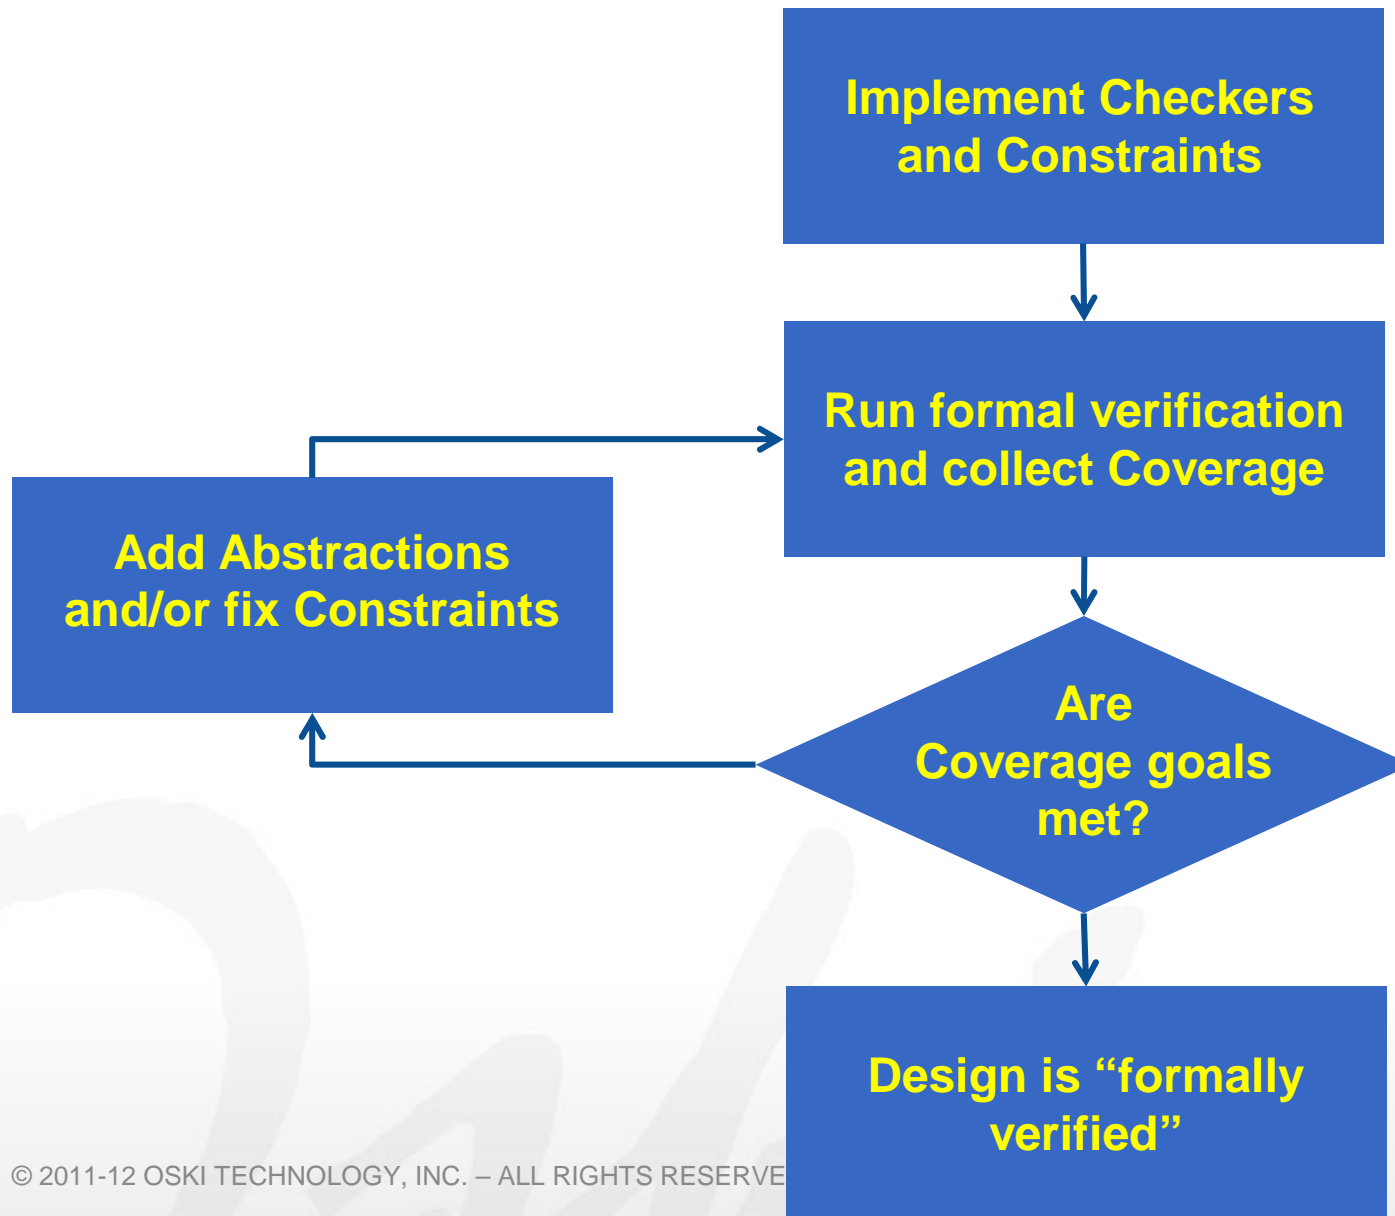 Implement Checkers
and Constraints
Run formal verification
and collect Coverage
Add Abstractions
and/or fix Constraints
Are
Coverage goals
met?
Design is “formally
verified”
© 2011-12 OSKI TECHNOLOGY, INC. – ALL RIGHTS RESERVE